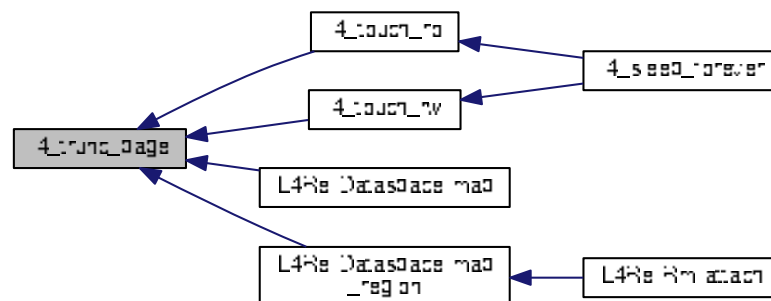 l4_touch_ro
l4_sleep_forever
l4_touch_rw
l4_trunc_page
L4Re::Dataspace::map
L4Re::Dataspace::map
_region
L4Re::Rm::attach